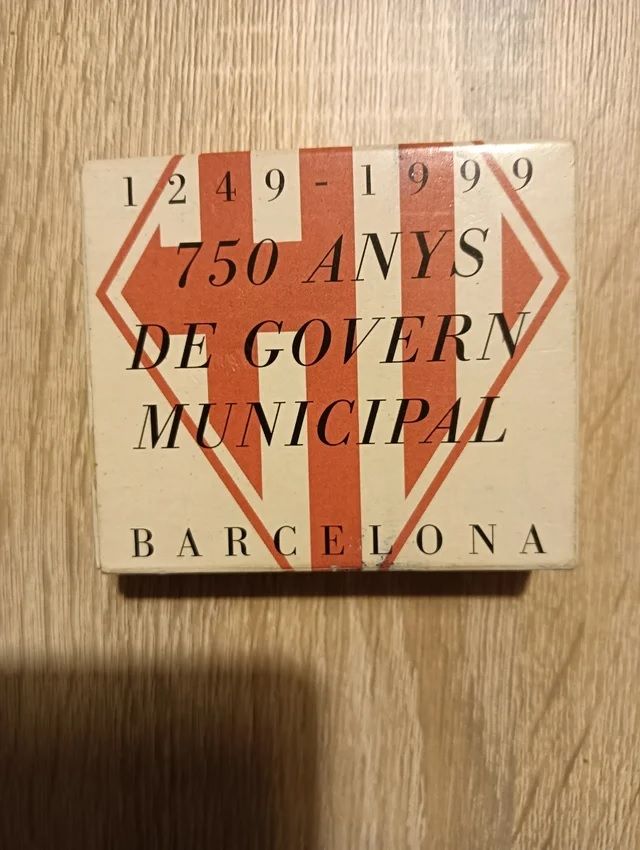 1249-1999
750 ANYS
DE GOVERN
MUNICIPAL
BARCELONA